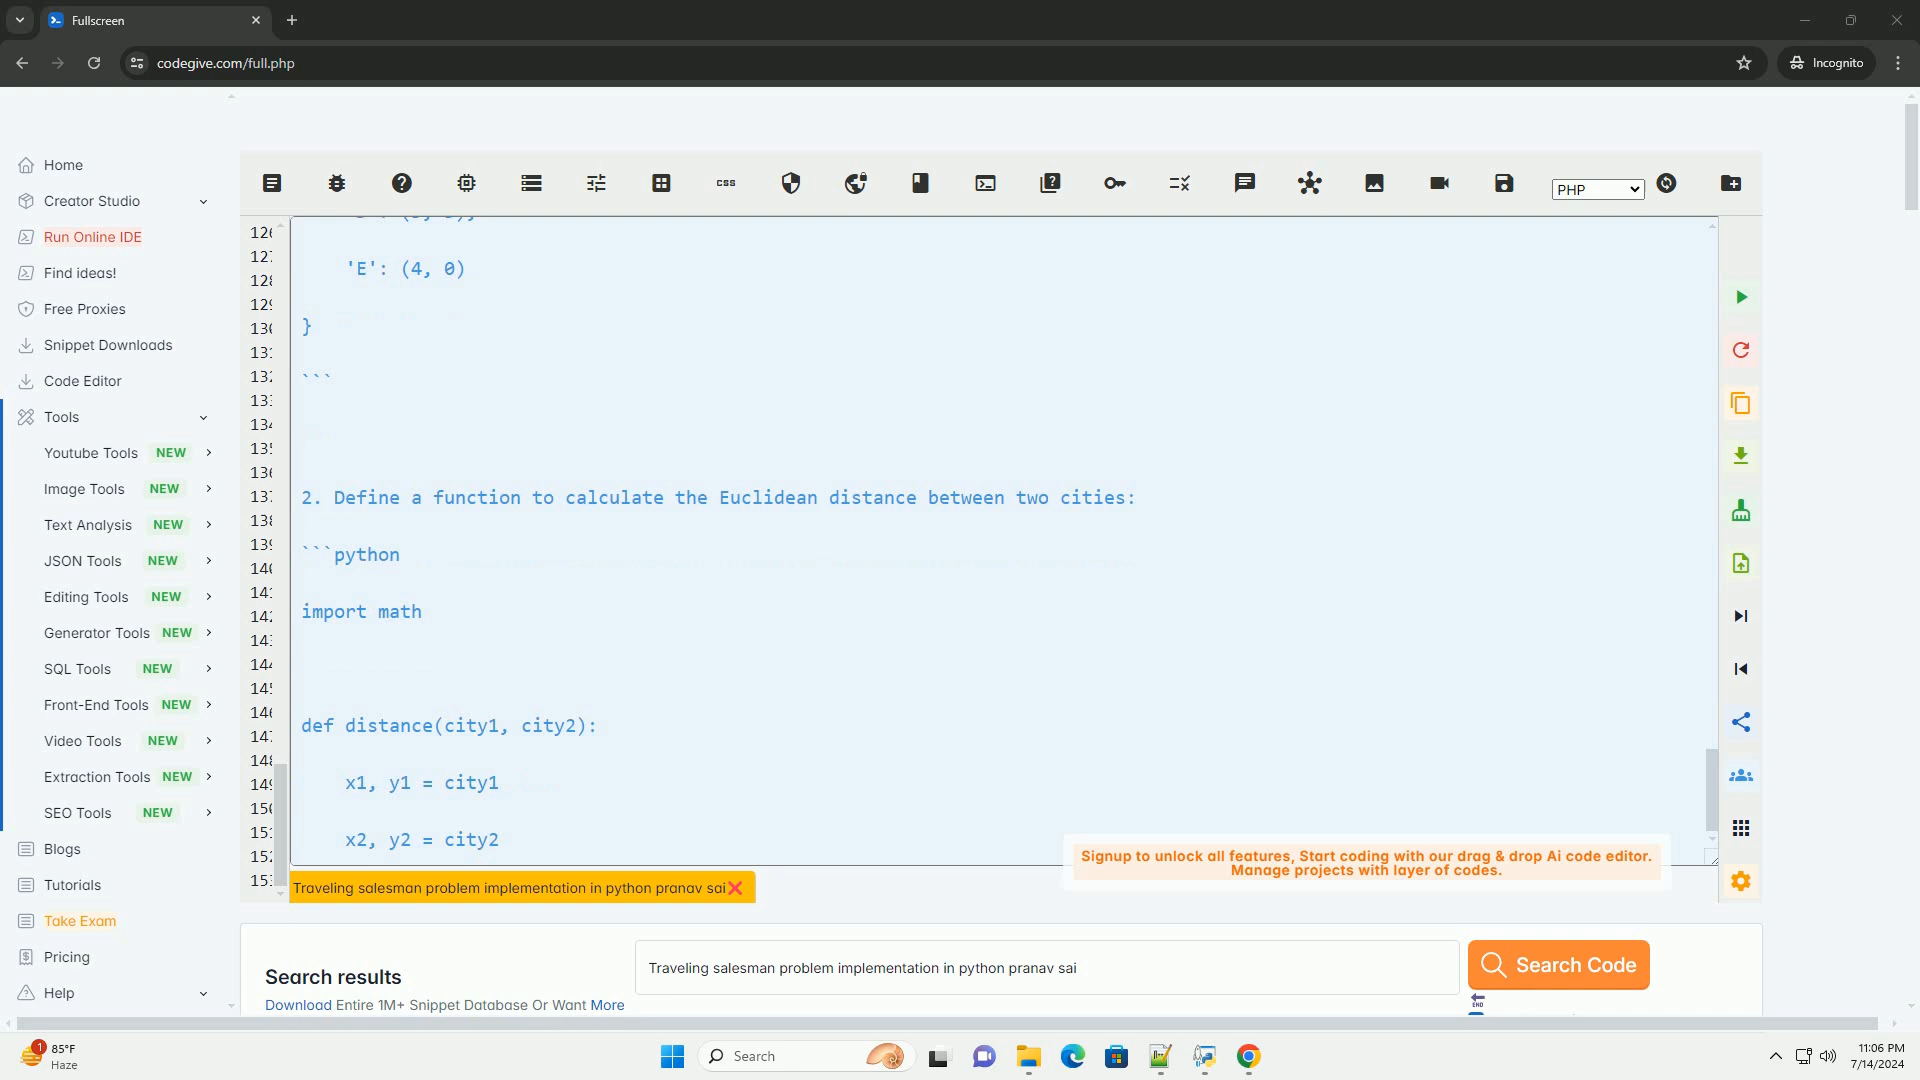 Fullscreen
codegive.com/full.php
Incognito
Home
Creator Studio
Run Online IDE
Find ideas!
Free Proxies
Snippet Downloads
Code Editor
Tools
Youtube Tools NEW
Image Tools NEW
Text Analysis NEW
JSON Tools NEW
Editing Tools NEW
Generator Tools NEW
SQL Tools NEW
Front-End Tools NEW
Video Tools NEW
Extraction Tools NEW
SEO Tools NEW
Blogs
Tutorials
Take Exam
Pricing
Help
css
PHP
'E': (4, 0)
}
```
2. Define a function to calculate the Euclidean distance between two cities:
```python
import math
def distance(city1, city2):
x1, y1 = city1
x2, y2 = city2
Signup to unlock all features, Start coding with our drag & drop Ai code editor.
Manage projects with layer of codes.
Traveling salesman problem implementation in python pranav sai
Search results
Traveling salesman problem implementation in python pranav sai
Search Code
Download Entire 1M+ Snippet Database Or Want More
END
1
85°F
Haze
Search
11:06 PM
7/14/2024